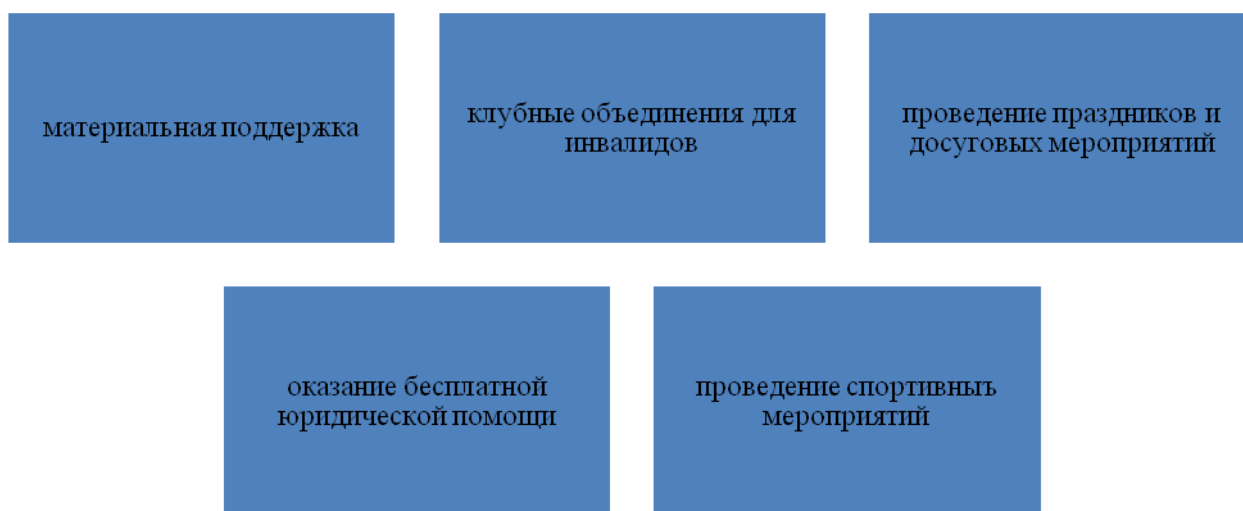 материальная поддержка
клубные объединения для
инвалидов
проведение праздников и
досуговых мероприятий
оказание бесплатной
юридической помощи
проведение спортивныъ
мероприятий